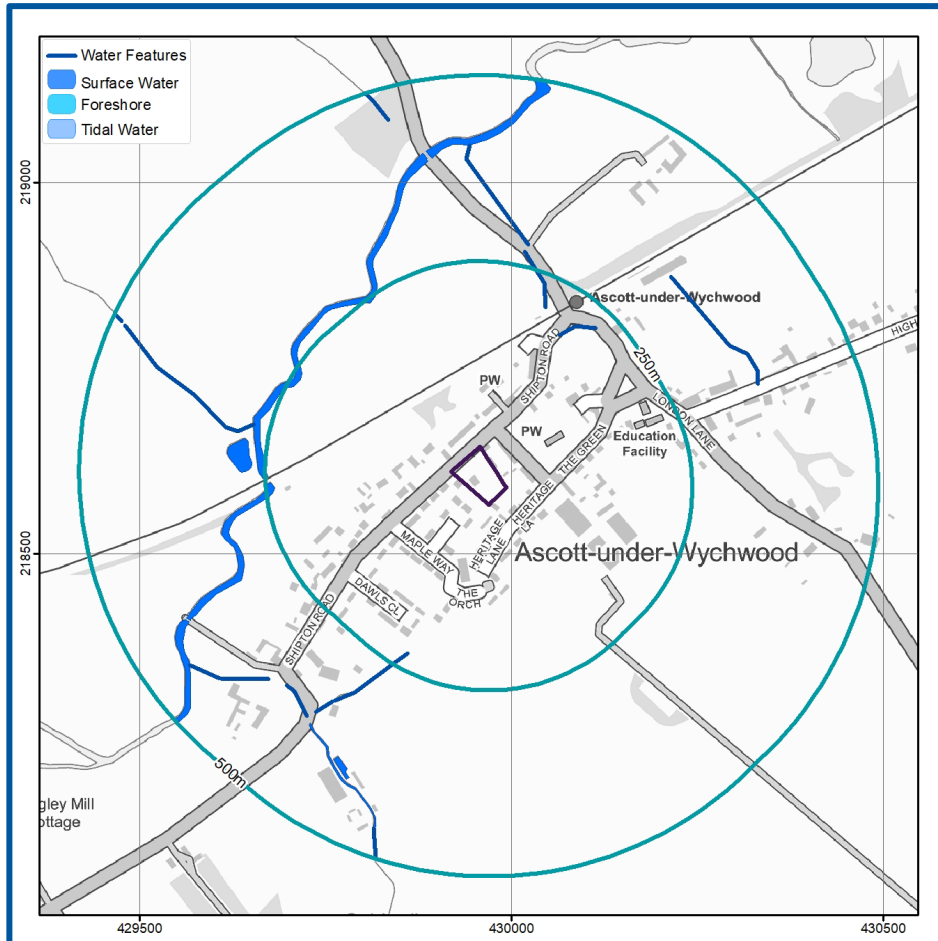 Water Features
Surface Water
Foreshore
Tidal Water
219000
218500
Ascott-under-Wychwood
HIGH
SHIPTON ROAD
250m
PW
LONDON LANE
PW
Education
Facility
THE GREEN
HERITAGE
LA
HERITAGE
LANE
Ascott-under-Wychwood
MAPLE WAY
THE
ORCH
DAWLS CL
SHIPTON ROAD
500m
gley Mill
ottage
429500
430000
430500